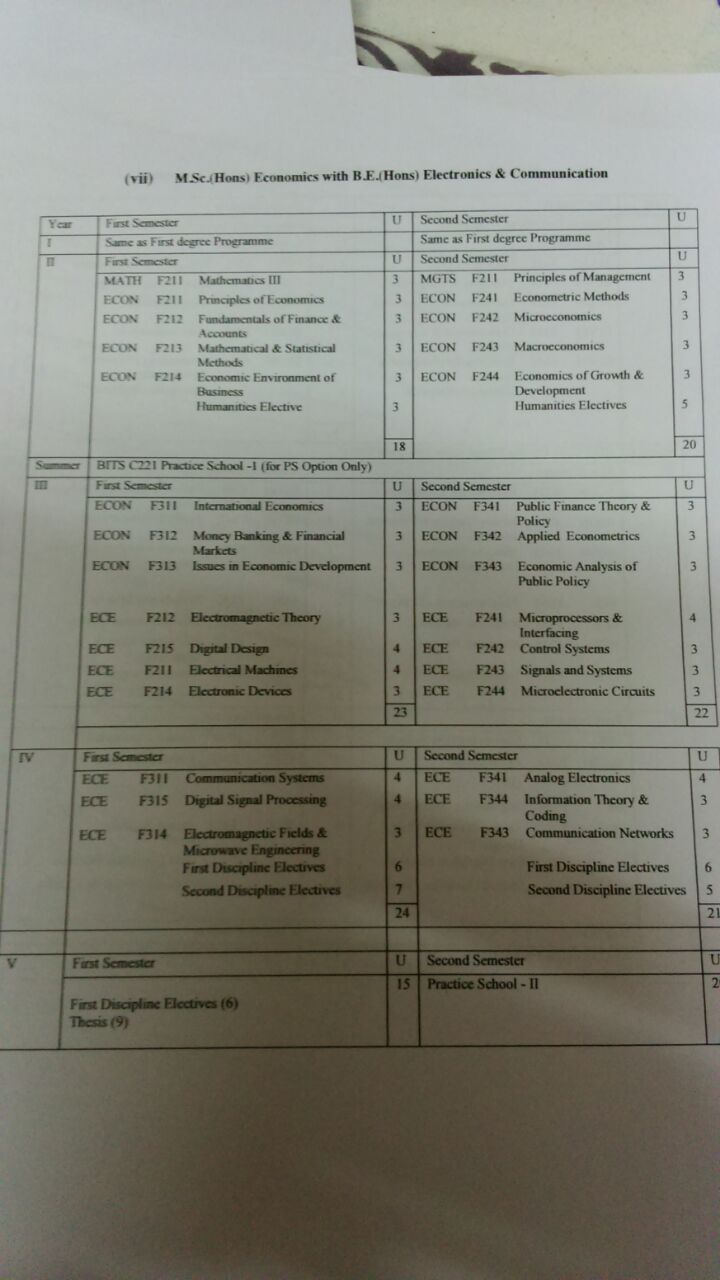 (vii) M.Sc.(Hons) Economics with B.E.(Hons) Electronics & Communication
Year First Semester U Second Semester U
I Same as First degree Programme Same as First degree Programme
II First Semester U Second Semester U
MATH F211 Mathematics III 3 MGTS F211 Principles of Management 3
ECON F211 Principles of Economics 3 ECON F241 Econometric Methods 3
ECON F212 Fundamentals of Finance & 3 ECON F242 Microeconomics 3
Accounts
ECON F213 Mathematical & Statistical 3 ECON F243 Macroeconomics 3
Methods
ECON F214 Economic Environment of 3 ECON F244 Economics of Growth & 3
Business Development
Humanities Elective 3 Humanities Electives 5
18 20
Summer BITS C221 Practice School -I (for PS Option Only)
III First Semester U Second Semester U
ECON F311 International Economics 3 ECON F341 Public Finance Theory & 3
Policy
ECON F312 Money Banking & Financial 3 ECON F342 Applied Econometrics 3
Markets
ECON F313 Issues in Economic Development 3 ECON F343 Economic Analysis of 3
Public Policy
ECE F212 Electromagnetic Theory 3 ECE F241 Microprocessors & 4
Interfacing
ECE F215 Digital Design 4 ECE F242 Control Systems 3
ECE F211 Electrical Machines 4 ECE F243 Signals and Systems 3
ECE F214 Electronic Devices 3 ECE F244 Microelectronic Circuits 3
23 22
IV First Semester U Second Semester U
ECE F311 Communication Systems 4 ECE F341 Analog Electronics 4
ECE F315 Digital Signal Processing 4 ECE F344 Information Theory & 3
Coding
ECE F314 Electromagnetic Fields & 3 ECE F343 Communication Networks 3
Microwave Engineering
First Discipline Electives 6 First Discipline Electives 6
Second Discipline Electives 7 Second Discipline Electives 5
24 21
V First Semester U Second Semester U
15 Practice School - II
First Discipline Electives (6)
Thesis (9)